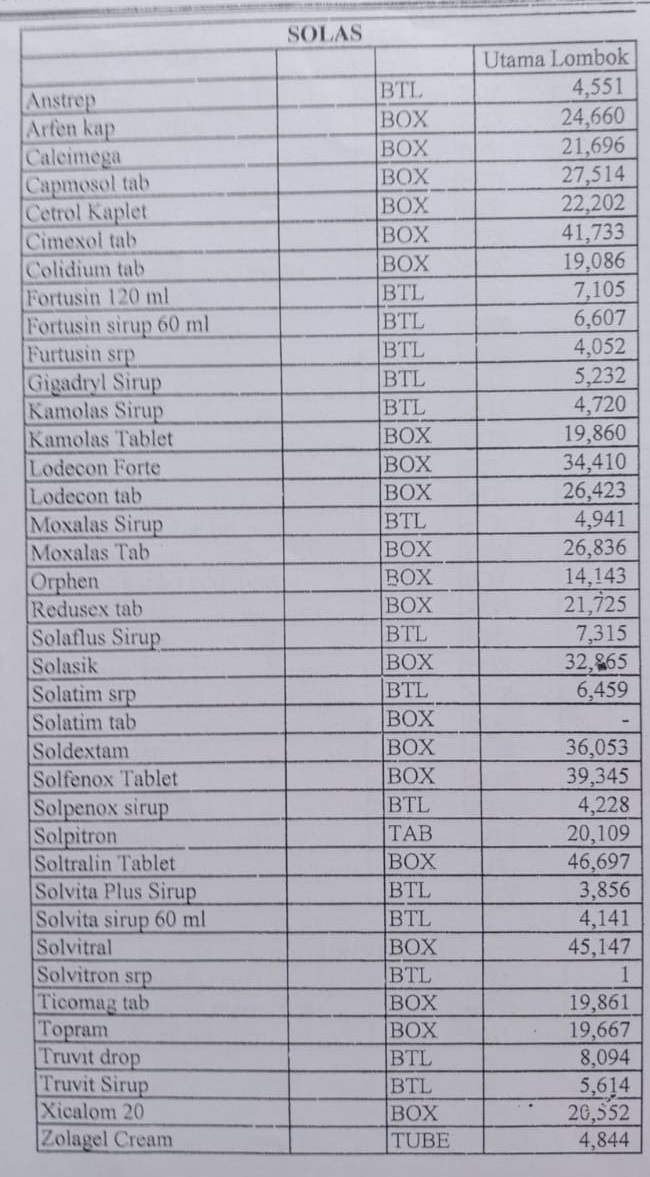 SOLAS
Utama Lombok
Anstrep BTL 4,551
Arfen kap BOX 24,660
Calcimega BOX 21,696
Capmosol tab BOX 27,514
Cetrol Kaplet BOX 22,202
Cimexol tab BOX 41,733
Colidium tab BOX 19,086
Fortusin 120 ml BTL 7,105
Fortusin sirup 60 ml BTL 6,607
Furtusin srp BTL 4,052
Gigadryl Sirup BTL 5,232
Kamolas Sirup BTL 4,720
Kamolas Tablet BOX 19,860
Lodecon Forte BOX 34,410
Lodecon tab BOX 26,423
Moxalas Sirup BTL 4,941
Moxalas Tab BOX 26,836
Orphen BOX 14,143
Redusex tab BOX 21,725
Solaflus Sirup BTL 7,315
Solasik BOX 32,865
Solatim srp BTL 6,459
Solatim tab BOX -
Soldextam BOX 36,053
Solfenox Tablet BOX 39,345
Solpenox sirup BTL 4,228
Solpitron TAB 20,109
Soltralin Tablet BOX 46,697
Solvita Plus Sirup BTL 3,856
Solvita sirup 60 ml BTL 4,141
Solvitral BOX 45,147
Solvitron srp BTL 1
Ticomag tab BOX 19,861
Topram BOX 19,667
Truvit drop BTL 8,094
Truvit Sirup BTL 5,614
Xicalom 20 BOX 20,552
Zolagel Cream TUBE 4,844